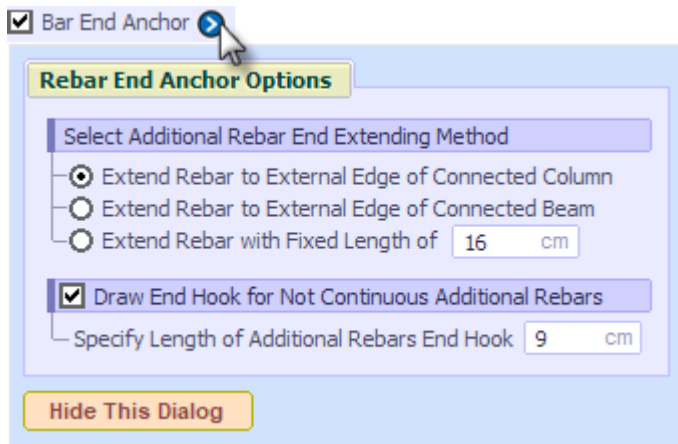 Bar End Anchor
Rebar End Anchor Options
Select Additional Rebar End Extending Method
Extend Rebar to External Edge of Connected Column
Extend Rebar to External Edge of Connected Beam
Extend Rebar with Fixed Length of 16 cm
Draw End Hook for Not Continuous Additional Rebars
Specify Length of Additional Rebars End Hook 9 cm
Hide This Dialog